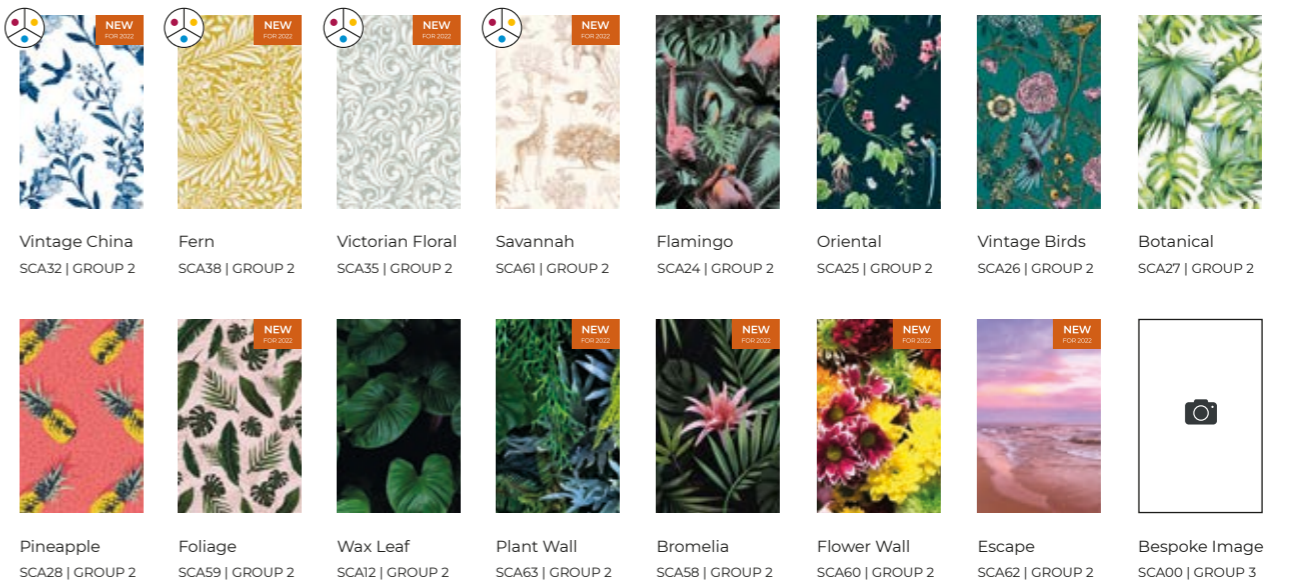 NEW
FOR 2022
NEW
FOR 2022
NEW
FOR 2022
NEW
FOR 2022
Vintage China
SCA32 | GROUP 2
Fern
SCA38 | GROUP 2
Victorian Floral
SCA35 | GROUP 2
Savannah
SCA61 | GROUP 2
Flamingo
SCA24 | GROUP 2
Oriental
SCA25 | GROUP 2
Vintage Birds
SCA26 | GROUP 2
Botanical
SCA27 | GROUP 2
NEW
FOR 2022
NEW
FOR 2022
NEW
FOR 2022
NEW
FOR 2022
NEW
FOR 2022
Pineapple
SCA28 | GROUP 2
Foliage
SCA59 | GROUP 2
Wax Leaf
SCA12 | GROUP 2
Plant Wall
SCA63 | GROUP 2
Bromelia
SCA58 | GROUP 2
Flower Wall
SCA60 | GROUP 2
Escape
SCA62 | GROUP 2
Bespoke Image
SCA00 | GROUP 3